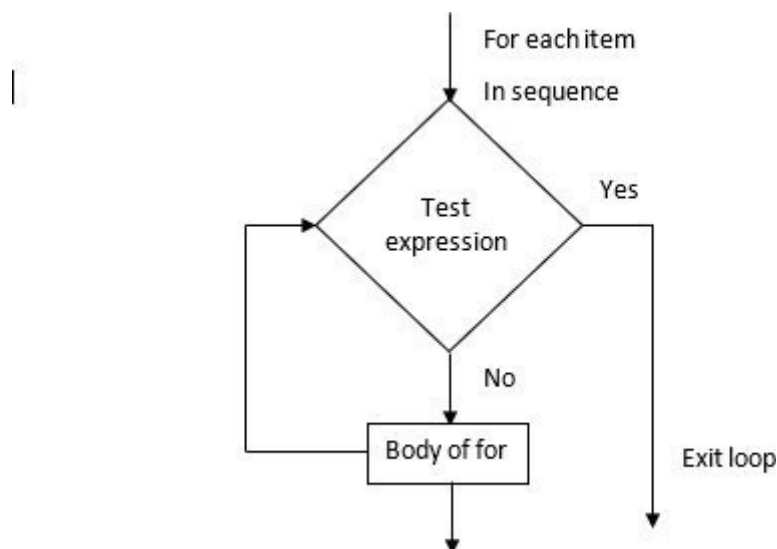 For each item
In sequence
Yes
Test
expression
No
Body of for
Exit loop